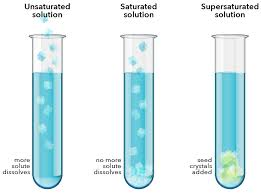 Unsaturated
solution
Saturated
solution
Supersaturated
solution
more
solute
dissolves
no more
solute
dissolves
seed
crystals
added